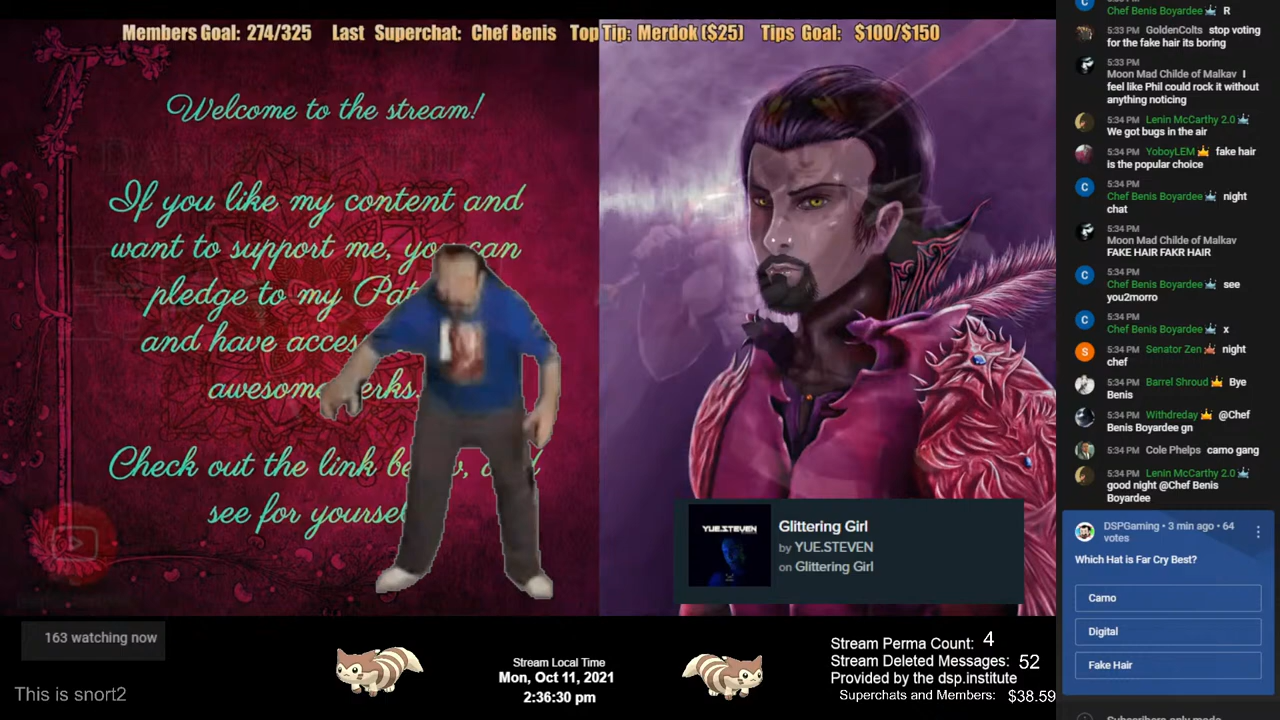 Members Goal: 274/325 Last Superchat: Chef Benis Top Tip: Merdok ($25) Tips Goal: $100/$150
Welcome to the stream!
If you like my content and
want to support me, you can
pledge to my
and have
awesome
Check out the link
see for
YUE.STEVEN
Glittering Girl
by YUE.STEVEN
on Glittering Girl
163 watching now
This is snort2
Stream Local Time
Mon, Oct 11, 2021
2:36:30 pm
Stream Perma Count: 4
Stream Deleted Messages: 52
Provided by the dsp.institute
Superchats and Members: $38.59
C
Chef Benis Boyardee R
5:33 PM GoldenColts stop voting
for the fake hair its boring
5:33 PM
Moon Mad Childe of Malkav I
feel like Phil could rock it without
anything noticing
5:34 PM Lenin McCarthy 2.0
We got bugs in the air
5:34 PM YoboyLEM fake hair
is the popular choice
C 5:34 PM
Chef Benis Boyardee night
chat
5:34 PM
Moon Mad Childe of Malkav
FAKE HAIR FAKR HAIR
C 5:34 PM
Chef Benis Boyardee see
you2morro
C 5:34 PM
Chef Benis Boyardee x
S 5:34 PM Senator Zen night
chef
5:34 PM Barrel Shroud Bye
Benis
5:34 PM Withdreday @Chef
Benis Boyardee gn
5:34 PM Cole Phelps camo gang
5:34 PM Lenin McCarthy 2.0
good night @Chef Benis
Boyardee
DSPGaming • 3 min ago • 64
votes
Which Hat is Far Cry Best?
Camo
Digital
Fake Hair
Subscribers-only mode